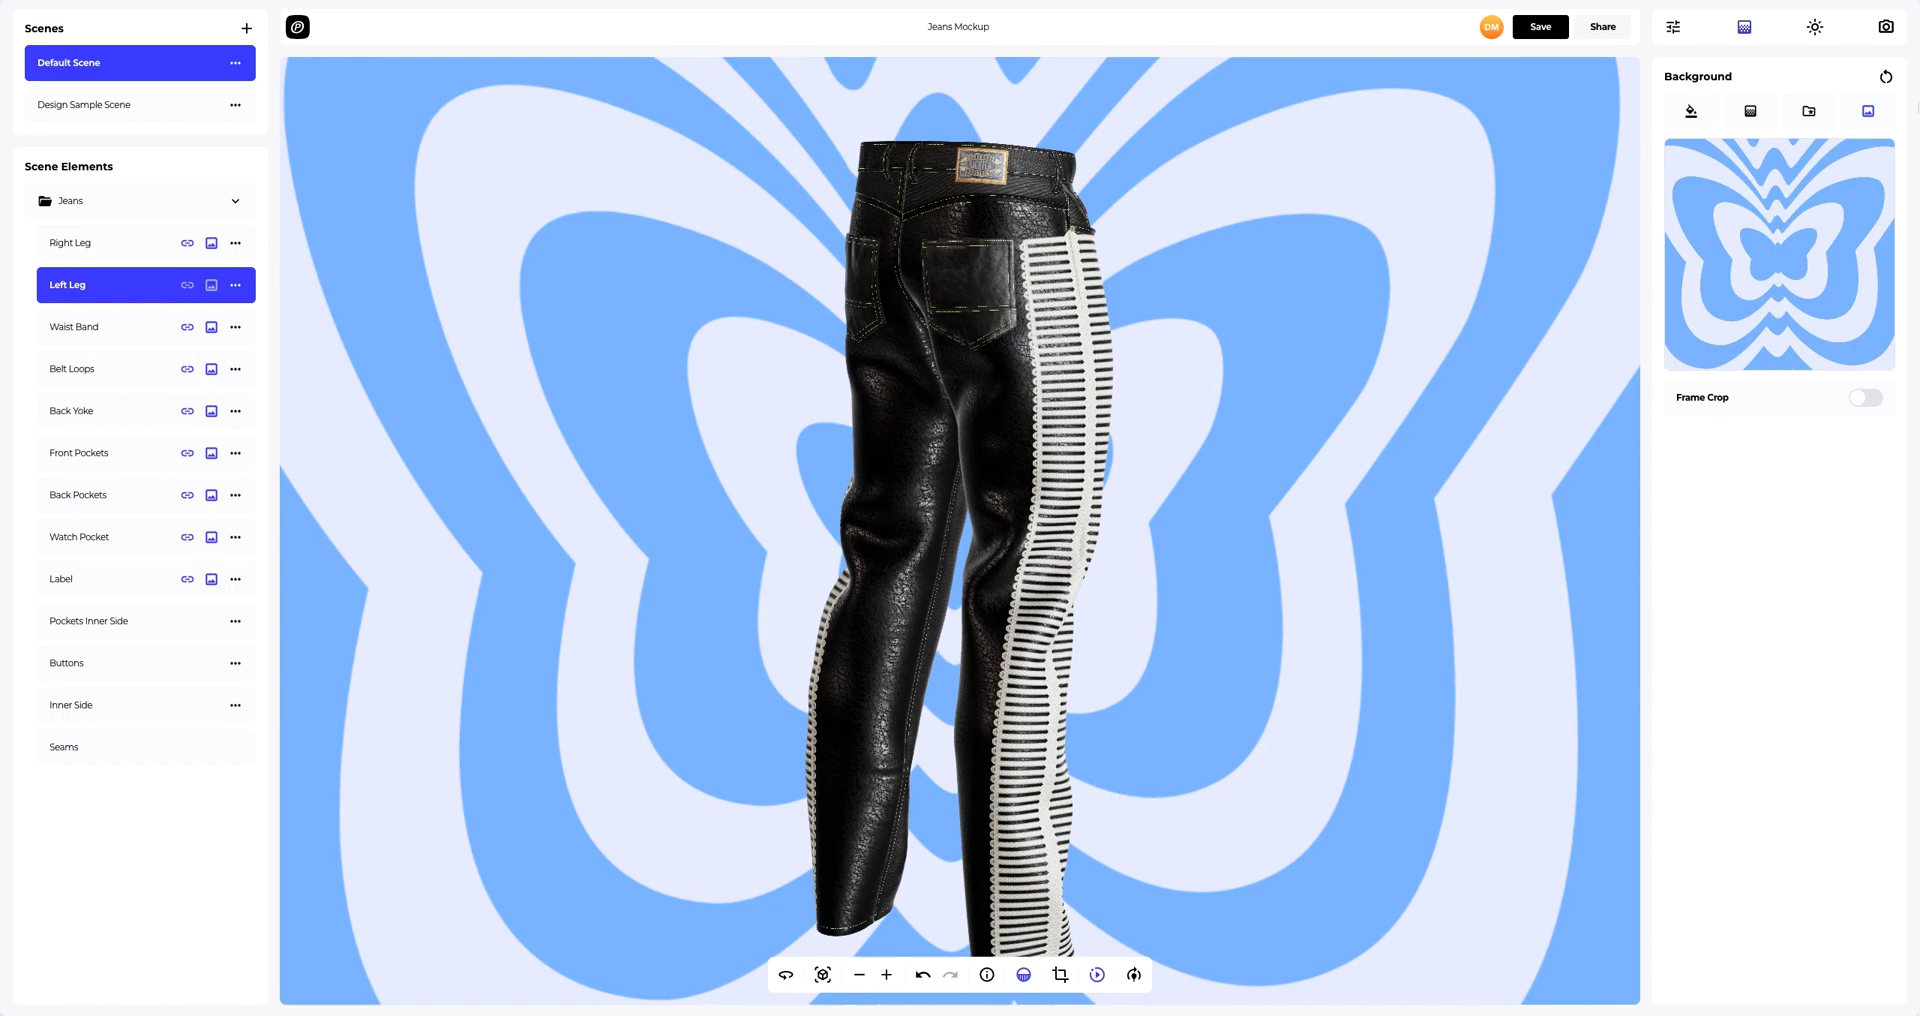 Scenes
Default Scene
Design Sample Scene
Scene Elements
Jeans
Right Leg
Left Leg
Waist Band
Belt Loops
Back Yoke
Front Pockets
Back Pockets
Watch Pocket
Label
Pockets Inner Side
Buttons
Inner Side
Seams
Jeans Mockup
DM
Save
Share
Background
Frame Crop